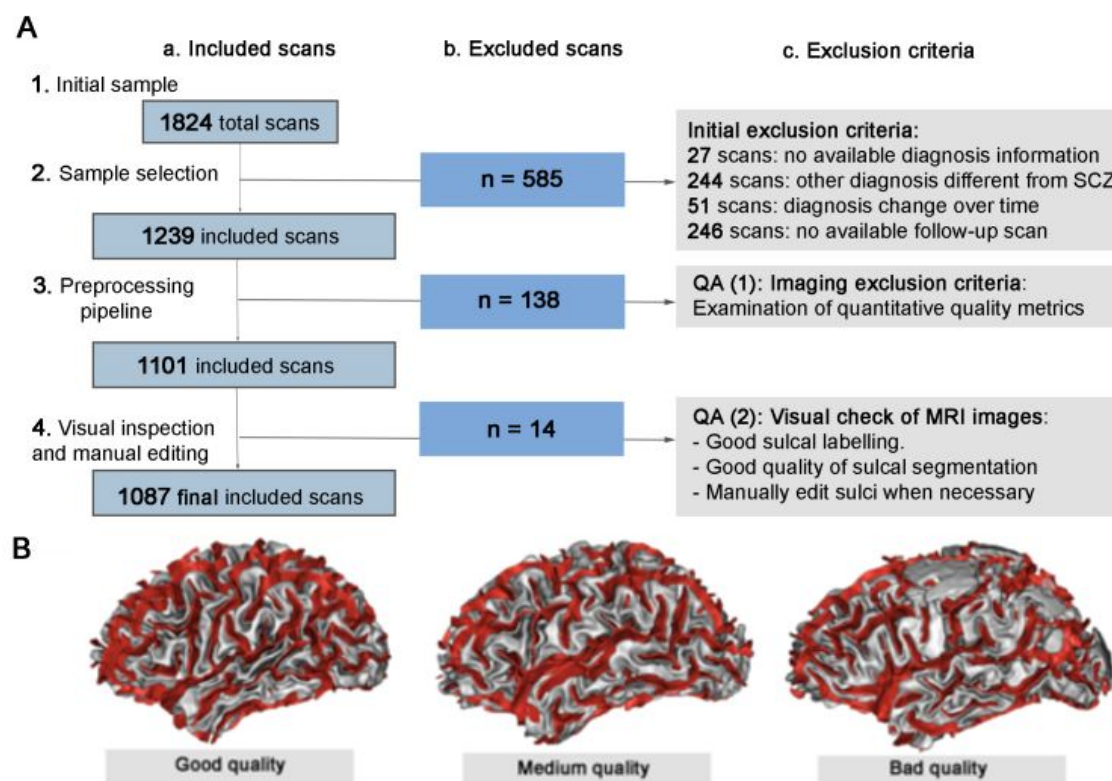 A
a. Included scans
b. Excluded scans
c. Exclusion criteria
1. Initial sample
1824 total scans
2. Sample selection
n = 585
Initial exclusion criteria:
27 scans: no available diagnosis information
244 scans: other diagnosis different from SCZ
51 scans: diagnosis change over time
246 scans: no available follow-up scan
1239 included scans
3. Preprocessing
pipeline
n = 138
QA (1): Imaging exclusion criteria:
Examination of quantitative quality metrics
1101 included scans
4. Visual inspection
and manual editing
n = 14
QA (2): Visual check of MRI images:
- Good sulcal labelling.
- Good quality of sulcal segmentation
- Manually edit sulci when necessary
1087 final included scans
B
Good quality
Medium quality
Bad quality